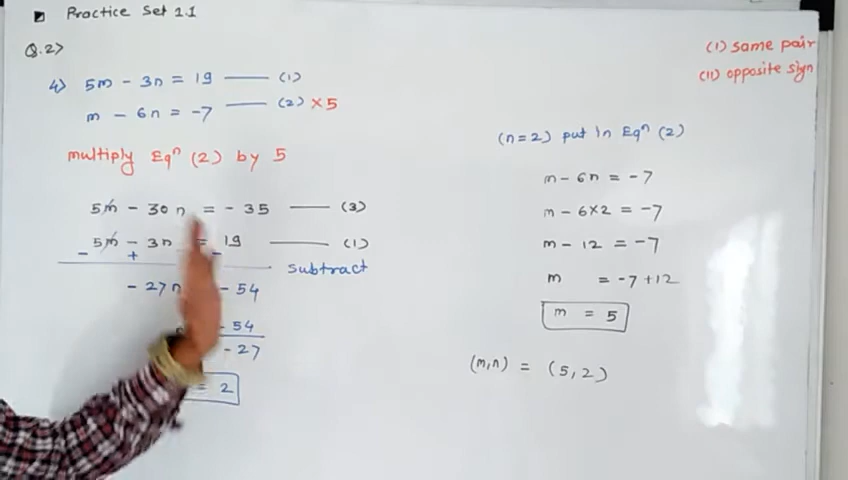 Practice Set 1.1
Q.2>
4) 5m - 3n = 19 —— (1)
m - 6n = -7 —— (2) ×5
multiply Eqⁿ (2) by 5
5m - 30n = - 35 —— (3)
5m - 3n = 19 —— (1)
- + -
subtract
- 27n - 54
- 54
- 27
= 2
(I) same pair
(II) opposite sign
(n=2) put in Eqⁿ (2)
m - 6n = -7
m - 6×2 = -7
m - 12 = -7
m = -7 + 12
m = 5
(m,n) = (5,2)